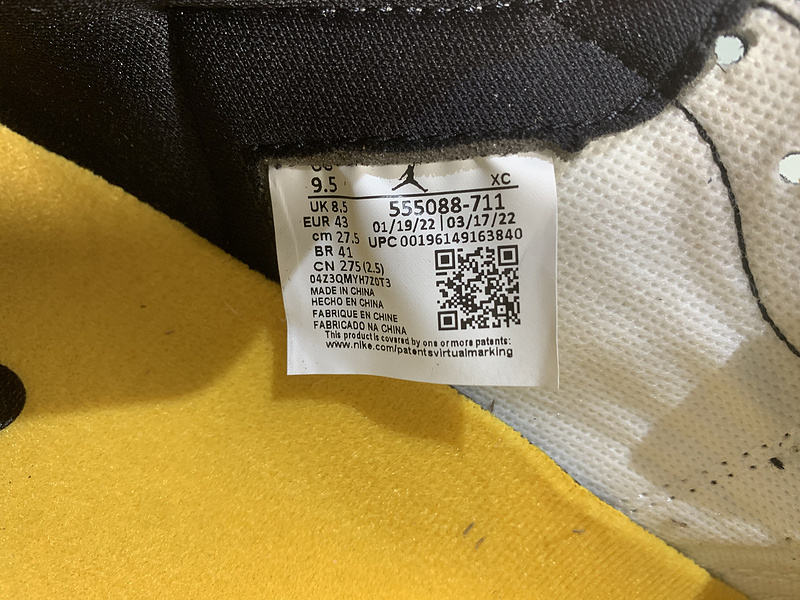 9.5 XC
UK 8.5 555088-711
EUR 43 01/19/22 | 03/17/22
cm 27.5 UPC 00196149163840
BR 41
CN 275 (2.5)
04Z3QMYH7Z0T3
MADE IN CHINA
HECHO EN CHINA
FABRIQUE EN CHINE
FABRICADO NA CHINA
This product is covered by one or more patents:
www.nike.com/patentsvirtualmarking